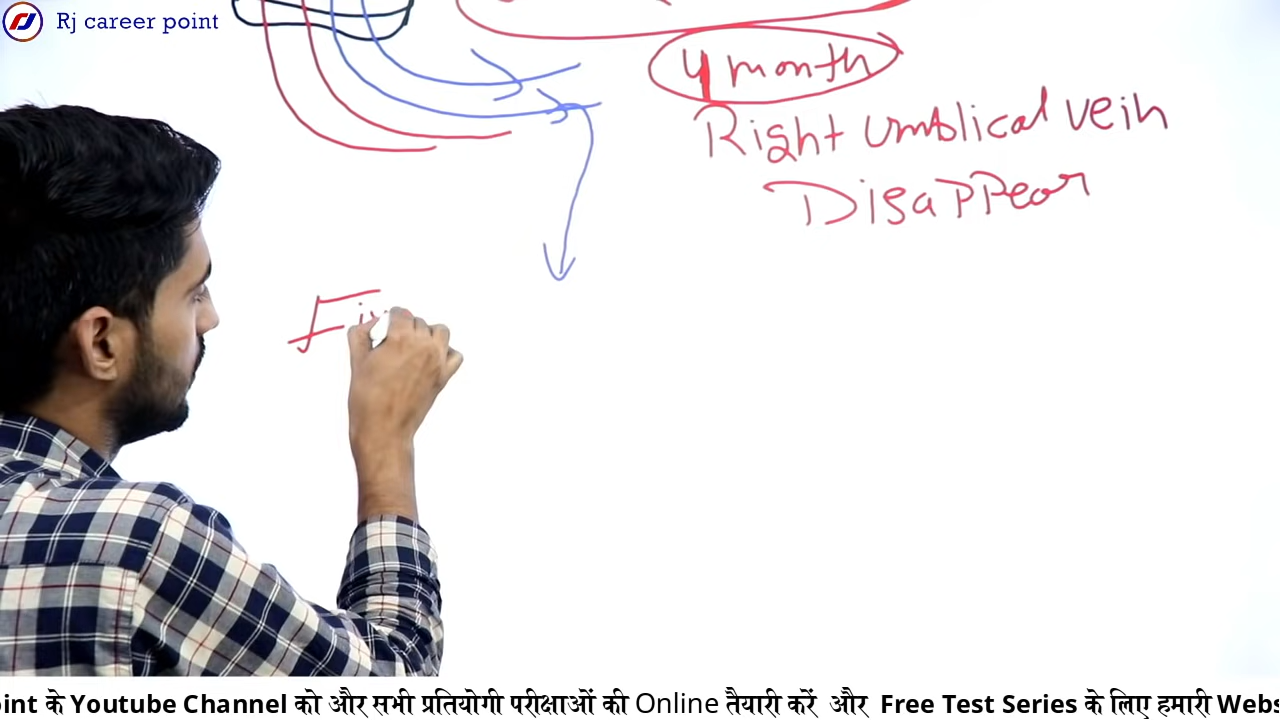 Rj career point
4 month
Right Umblical vein
Disappear
Fi
oint के Youtube Channel को और सभी प्रतियोगी परीक्षाओं की Online तैयारी करें और Free Test Series के लिए हमारी Webs